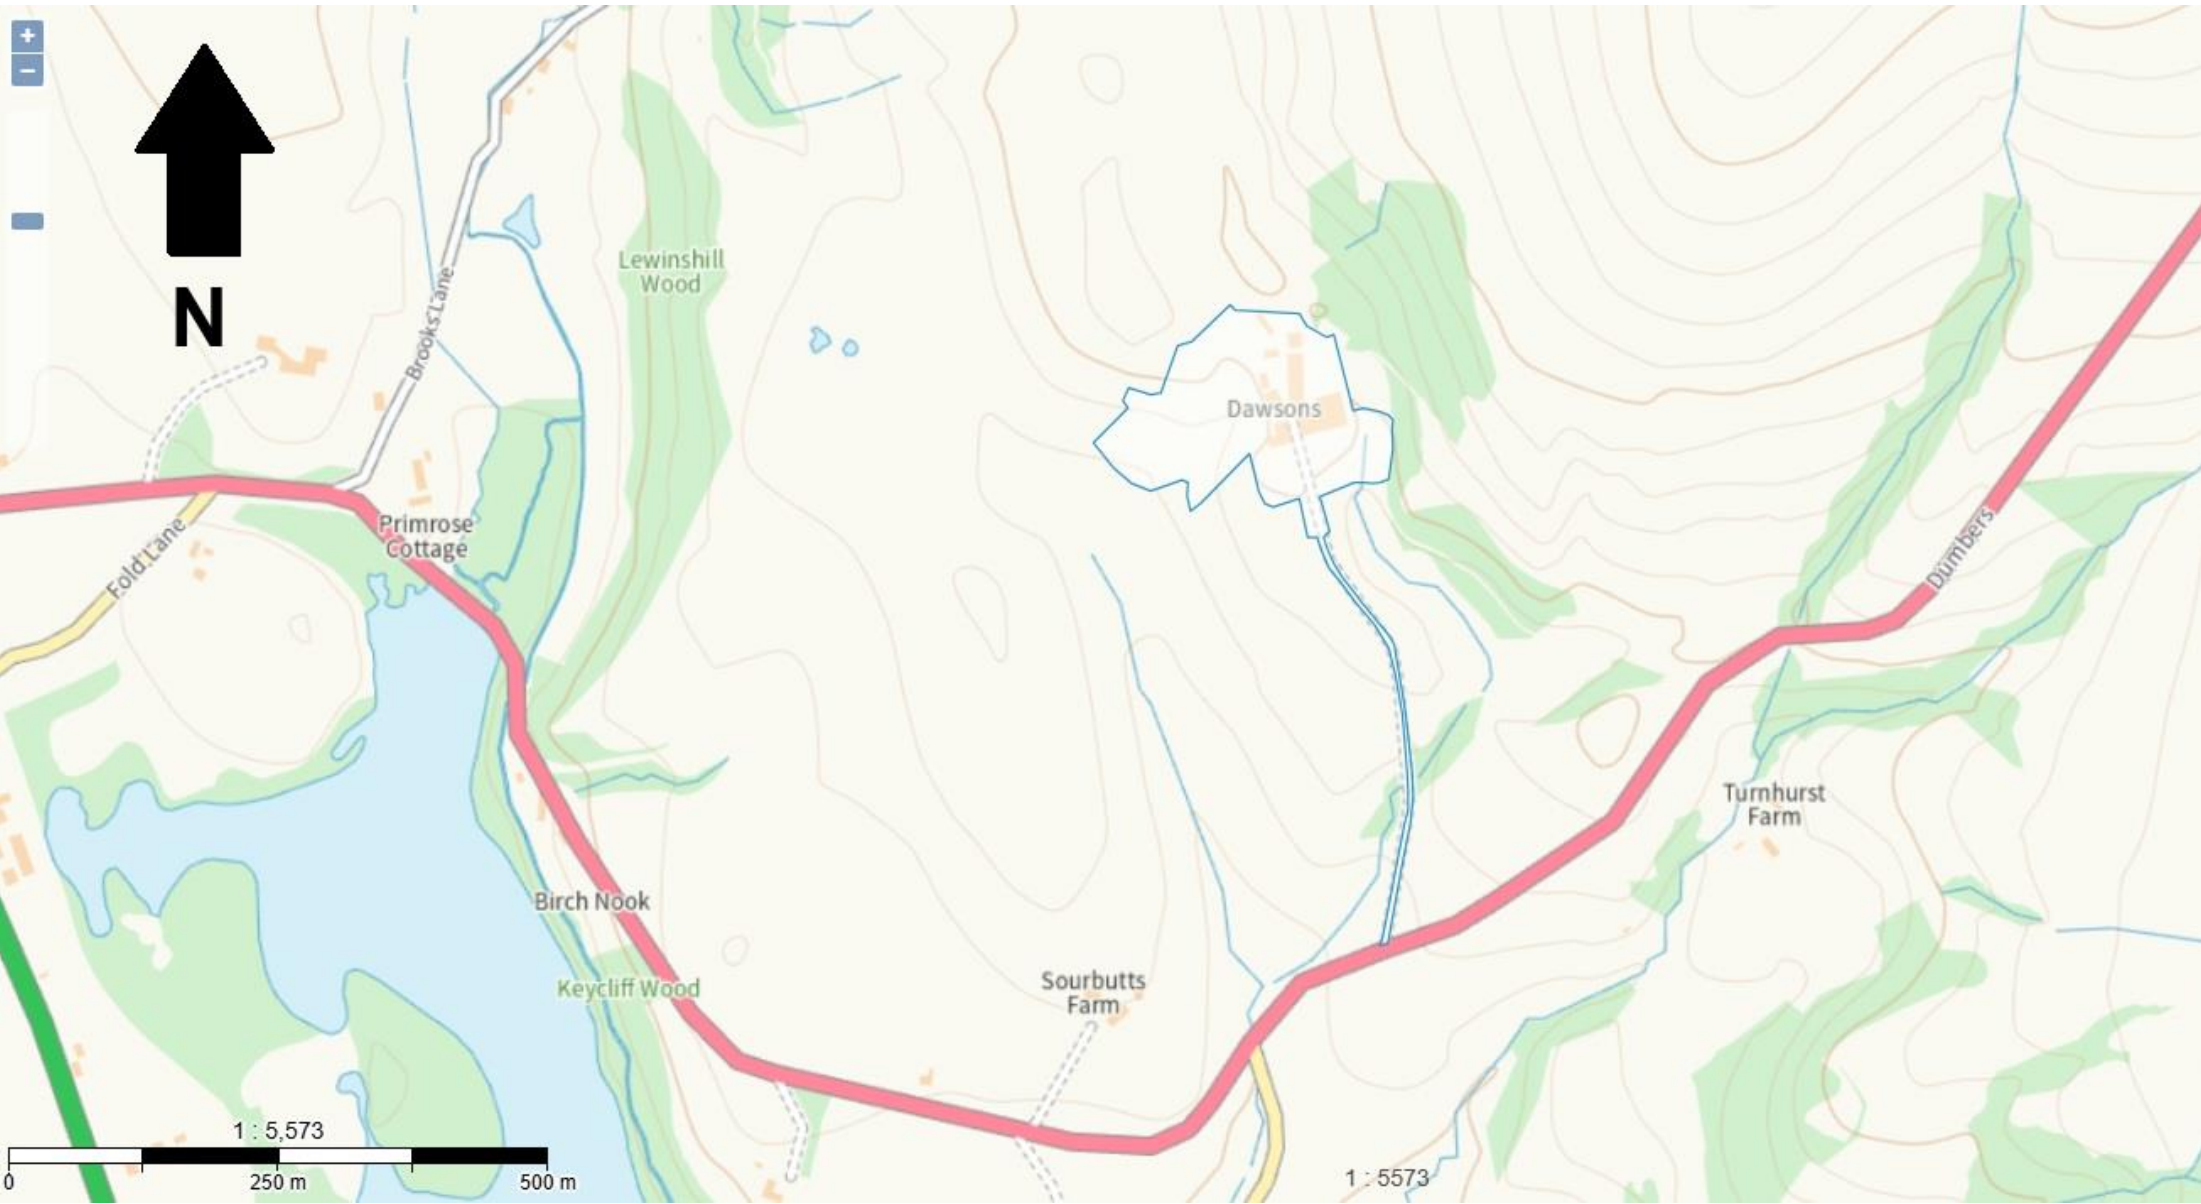 +
−
N
Lewinshill
Wood
Brooks Lane
Dawsons
Primrose
Cottage
Fold Lane
Dumbers
Turnhurst
Farm
Birch Nook
Keycliff Wood
Sourbutts
Farm
1 : 5,573
0 250 m 500 m
1 : 5573